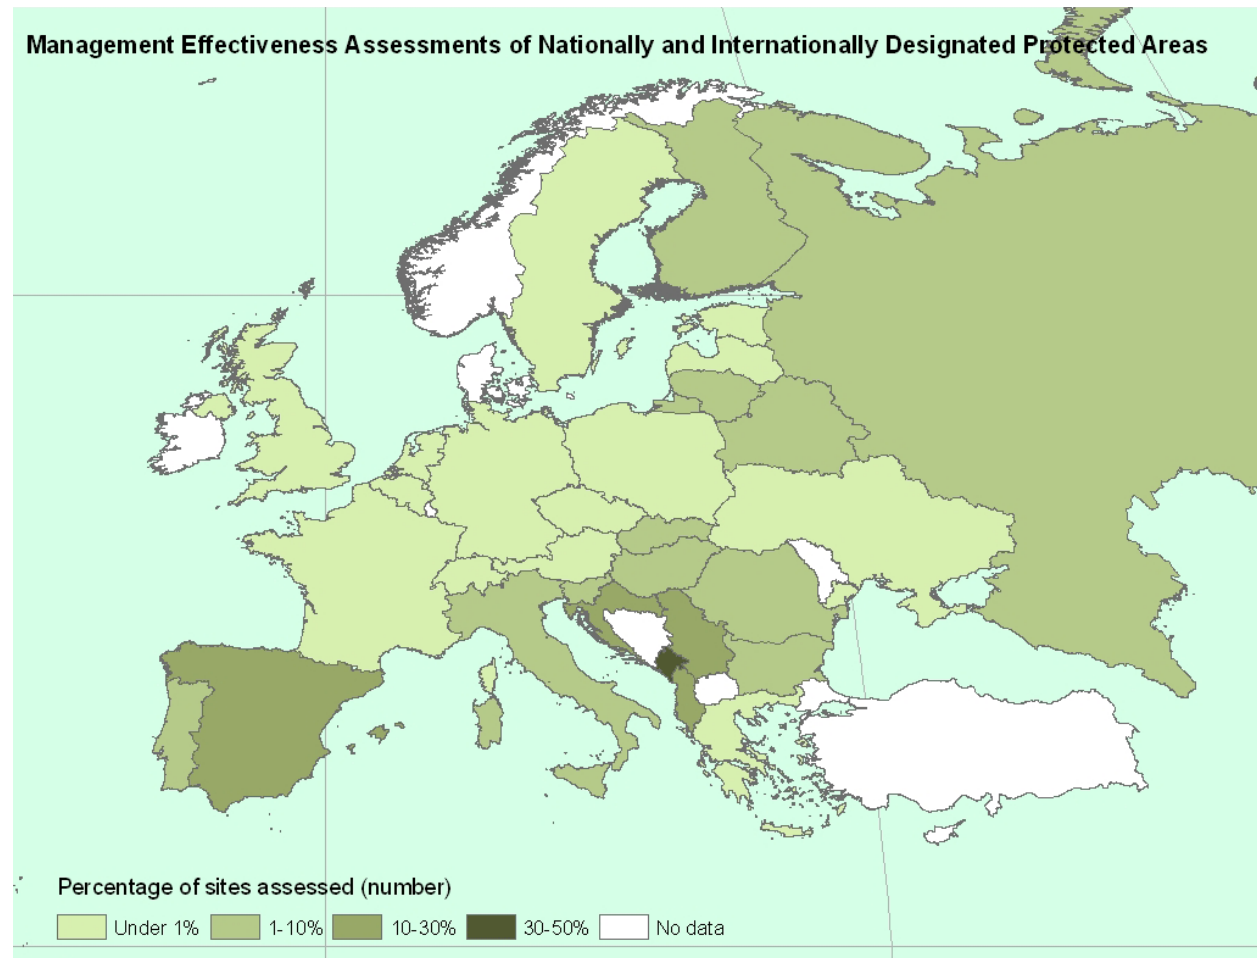 Management Effectiveness Assessments of Nationally and Internationally Designated Protected Areas
Percentage of sites assessed (number)
Under 1% 1-10% 10-30% 30-50% No data